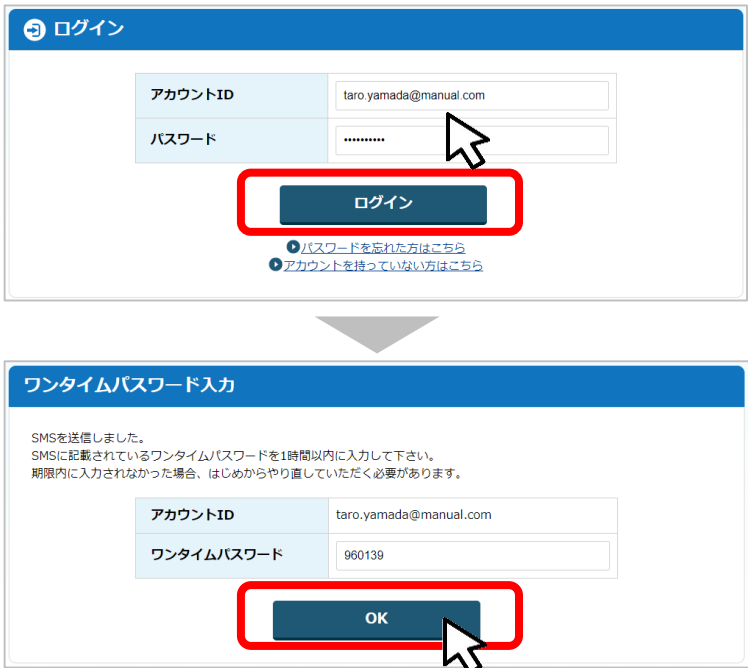 ログイン
アカウントID
taro.yamada@manual.com
パスワード
••••••••••
ログイン
パスワードを忘れた方はこちら
アカウントを持っていない方はこちら
ワンタイムパスワード入力
SMSを送信しました。
SMSに記載されているワンタイムパスワードを1時間以内に入力して下さい。
期限内に入力されなかった場合、はじめからやり直していただく必要があります。
アカウントID
taro.yamada@manual.com
ワンタイムパスワード
960139
OK